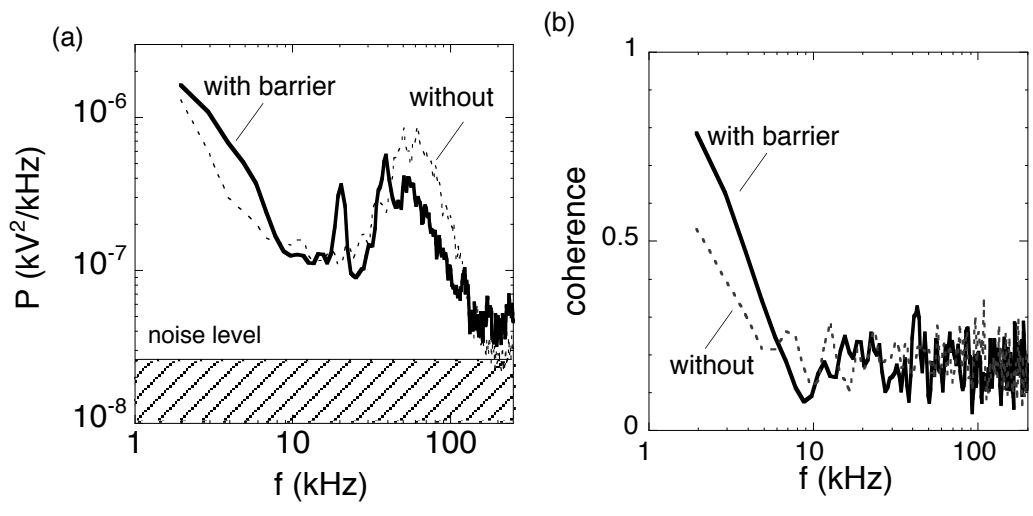 (a)
with barrier
without
noise level
10⁻⁶
10⁻⁷
10⁻⁸
P (kV²/kHz)
1
10
100
f (kHz)
(b)
with barrier
without
1
0.5
0
coherence
1
10
100
f (kHz)